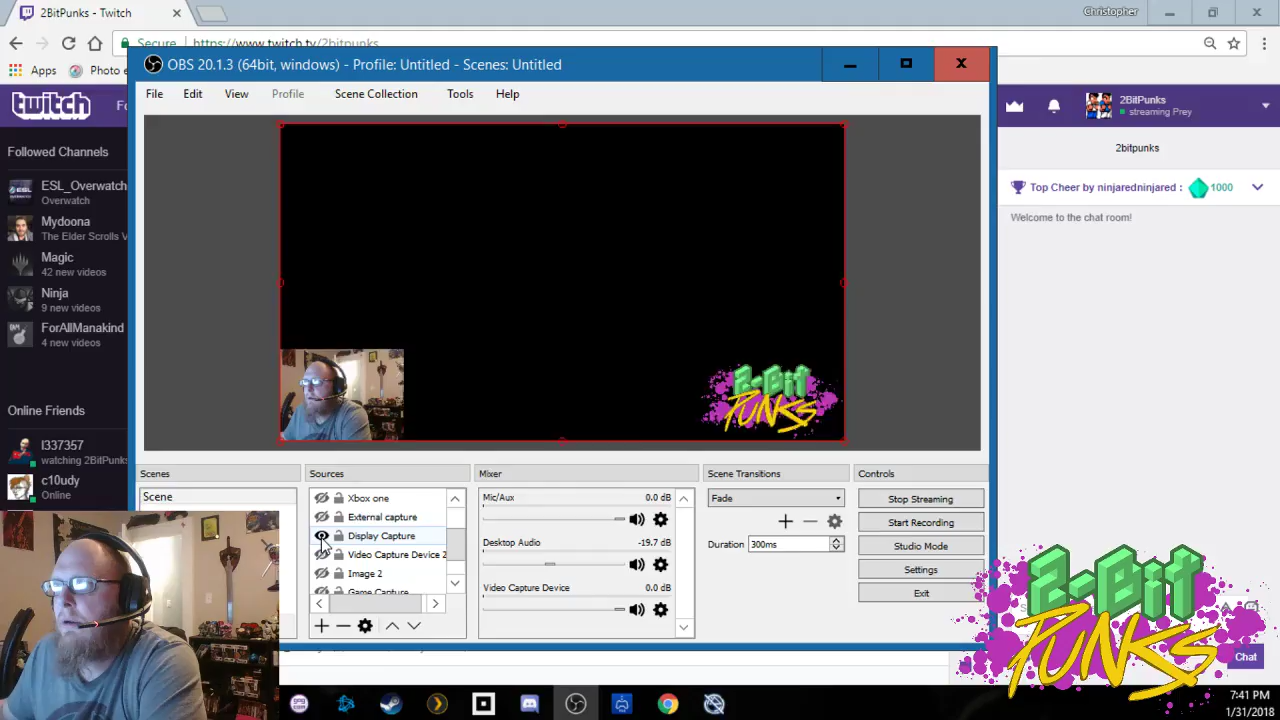 2BitPunks - Twitch
Christopher
Secure https://www.twitch.tv/2bitpunks
Apps Photo e
OBS 20.1.3 (64bit, windows) - Profile: Untitled - Scenes: Untitled
File Edit View Profile Scene Collection Tools Help
twitch
2BitPunks
streaming Prey
Followed Channels
2bitpunks
ESL_Overwatch
Overwatch
Top Cheer by ninjaredninjared : 1000
Mydoona
The Elder Scrolls V
Welcome to the chat room!
Magic
42 new videos
Ninja
9 new videos
ForAllManakind
4 new videos
2-Bit
PUNKS
Online Friends
l337357
watching 2BitPunks
c10udy
Online
Scenes Sources Mixer Scene Transitions Controls
Scene
Xbox one
External capture
Display Capture
Video Capture Device 2
Image 2
Game Capture
Mic/Aux 0.0 dB
Desktop Audio -19.7 dB
Video Capture Device 0.0 dB
Fade
Duration 300ms
Stop Streaming
Start Recording
Studio Mode
Settings
Exit
2-Bit
PUNKS
Chat
7:41 PM
1/31/2018